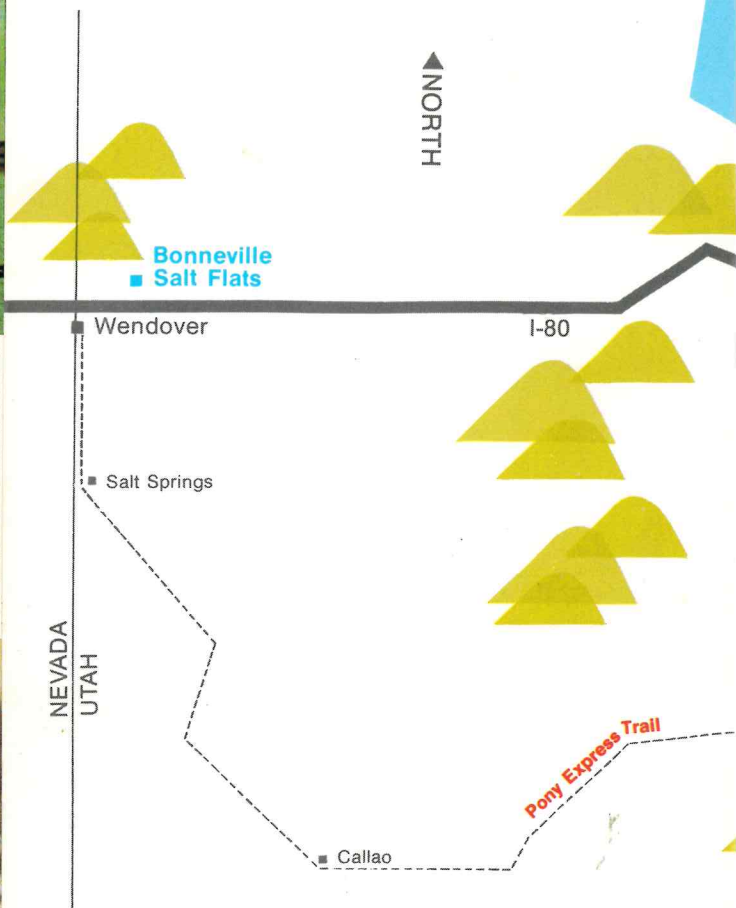 NORTH
Bonneville
Salt Flats
Wendover
I-80
Salt Springs
NEVADA
UTAH
Pony Express Trail
Callao